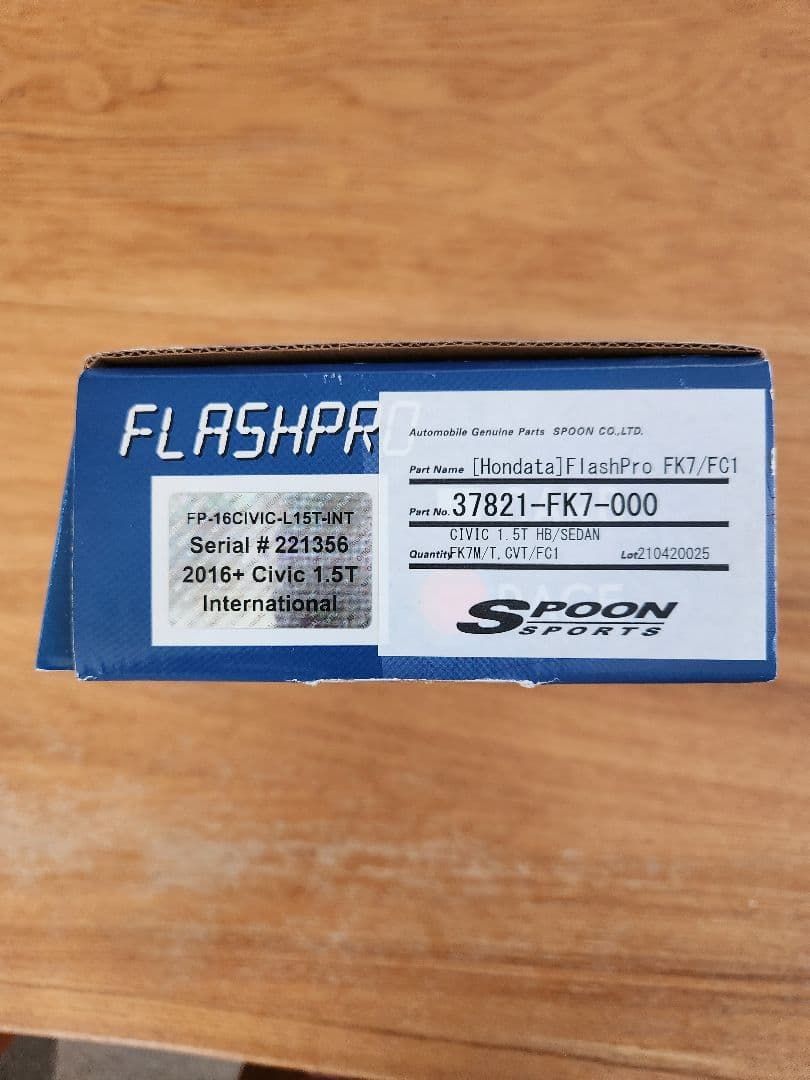 FLASHPRO
FP-16CIVIC-L15T-INT
Serial # 221356
2016+ Civic 1.5T
International
Automobile Genuine Parts SPOON CO.,LTD.
Part Name [Hondata]FlashPro FK7/FC1
Part No. 37821-FK7-000
CIVIC 1.5T HB/SEDAN
Quantity FK7M/T,CVT/FC1 Lot 210420025
SPOON
SPORTS